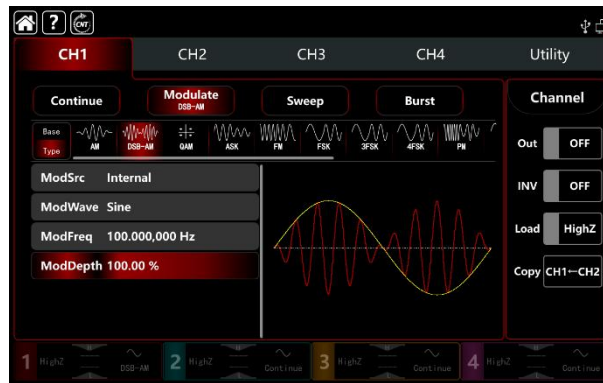 ? CNT
CH1 CH2 CH3 CH4 Utility
Continue Modulate Sweep Burst Channel
DSB-AM
Base
Type AM DSB-AM QAM ASK FM FSK 3FSK 4FSK PM
Out OFF
ModSrc Internal
INV OFF
ModWave Sine
ModFreq 100.000,000 Hz
Load HighZ
ModDepth 100.00 %
Copy CH1←CH2
1 HighZ DSB-AM 2 HighZ Continue 3 HighZ Continue 4 HighZ Continue